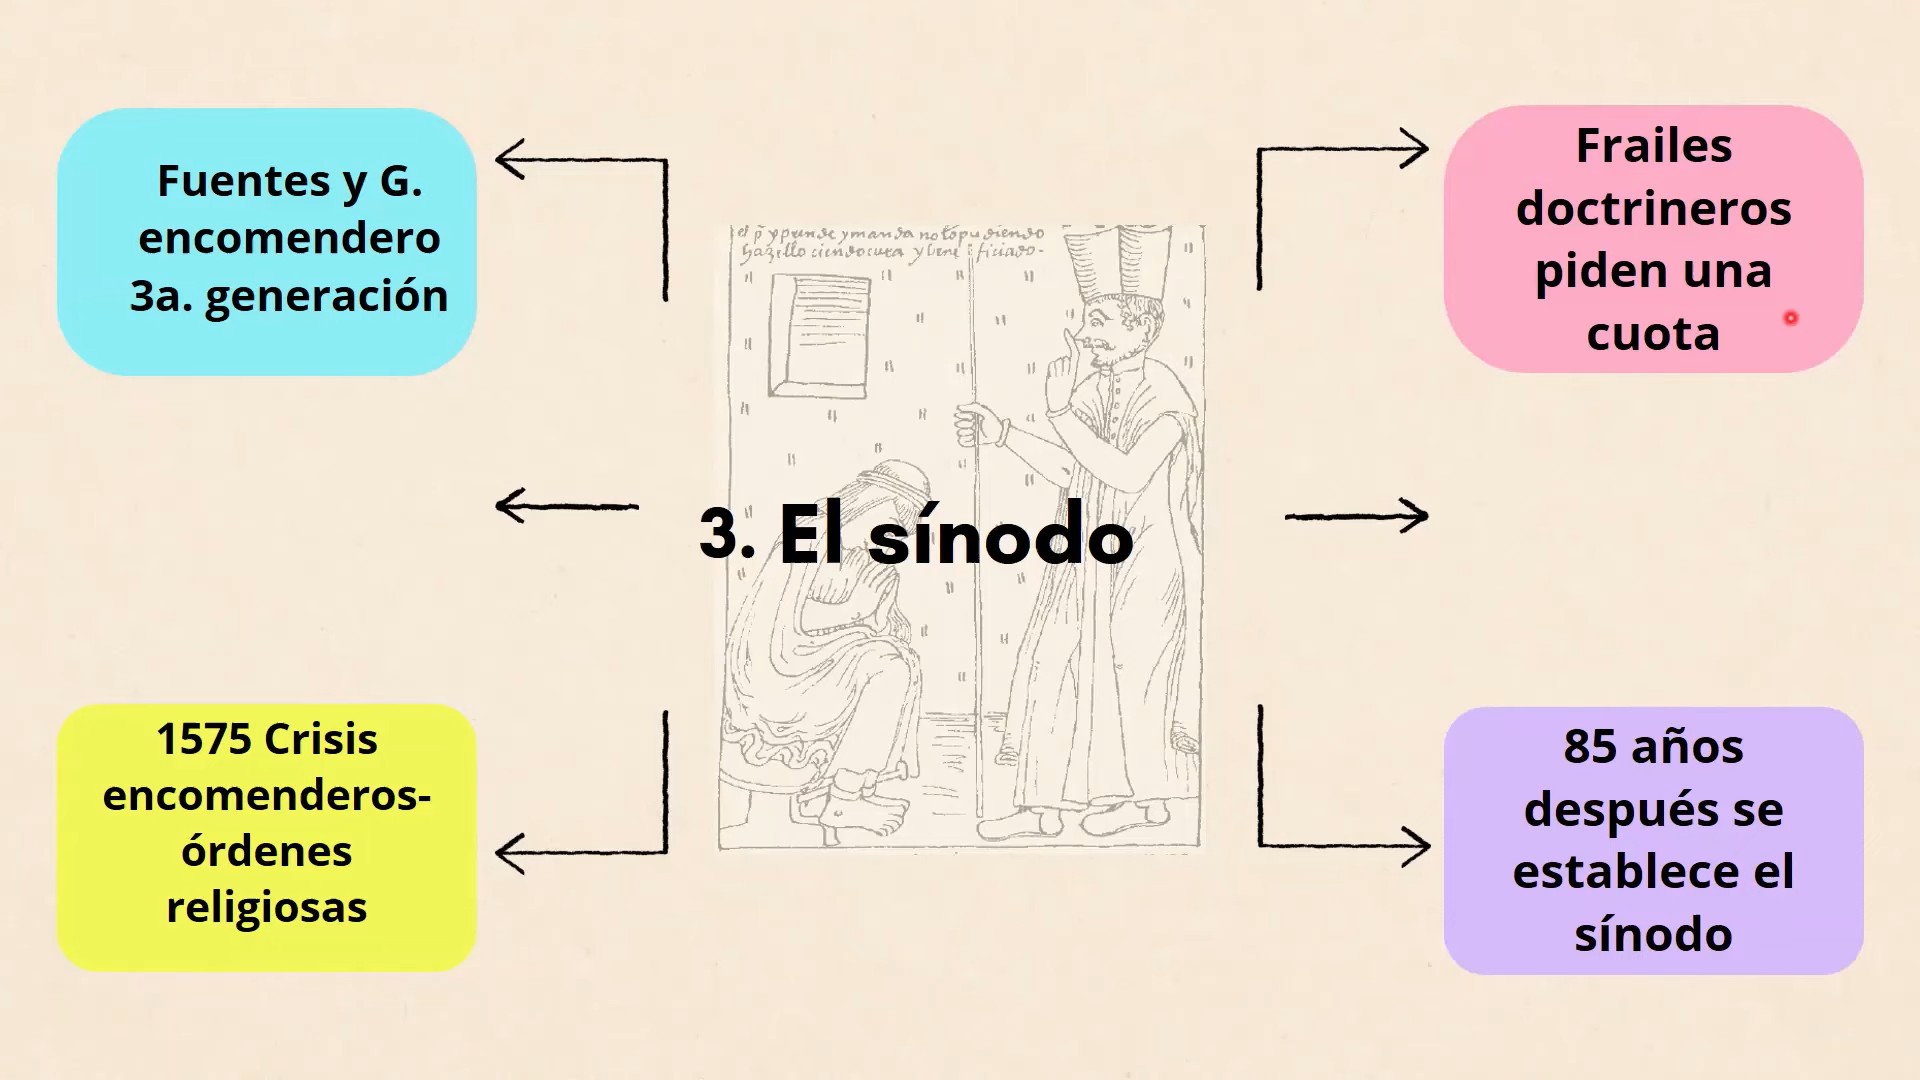 Fuentes y G.
encomendero
3a. generación
Frailes
doctrineros
piden una
cuota
3. El sínodo
1575 Crisis
encomenderos-
órdenes
religiosas
85 años
después se
establece el
sínodo